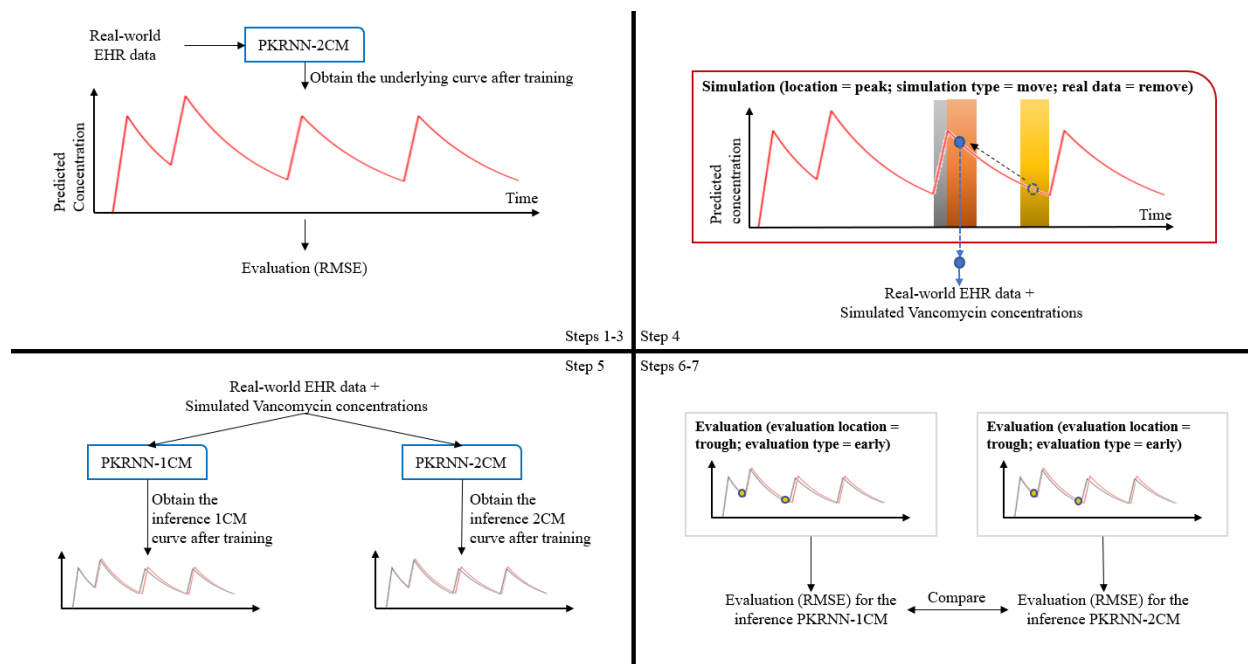 Real-world
EHR data
PKRNN-2CM
Obtain the underlying curve after training
Predicted
Concentration
Time
Evaluation (RMSE)
Steps 1-3
Simulation (location = peak; simulation type = move; real data = remove)
Predicted
concentration
Time
Real-world EHR data +
Simulated Vancomycin concentrations
Step 4
Step 5
Real-world EHR data +
Simulated Vancomycin concentrations
PKRNN-1CM
PKRNN-2CM
Obtain the
inference 1CM
curve after training
Obtain the
inference 2CM
curve after training
Steps 6-7
Evaluation (evaluation location =
trough; evaluation type = early)
Evaluation (evaluation location =
trough; evaluation type = early)
Evaluation (RMSE) for the
inference PKRNN-1CM
Compare
Evaluation (RMSE) for the
inference PKRNN-2CM